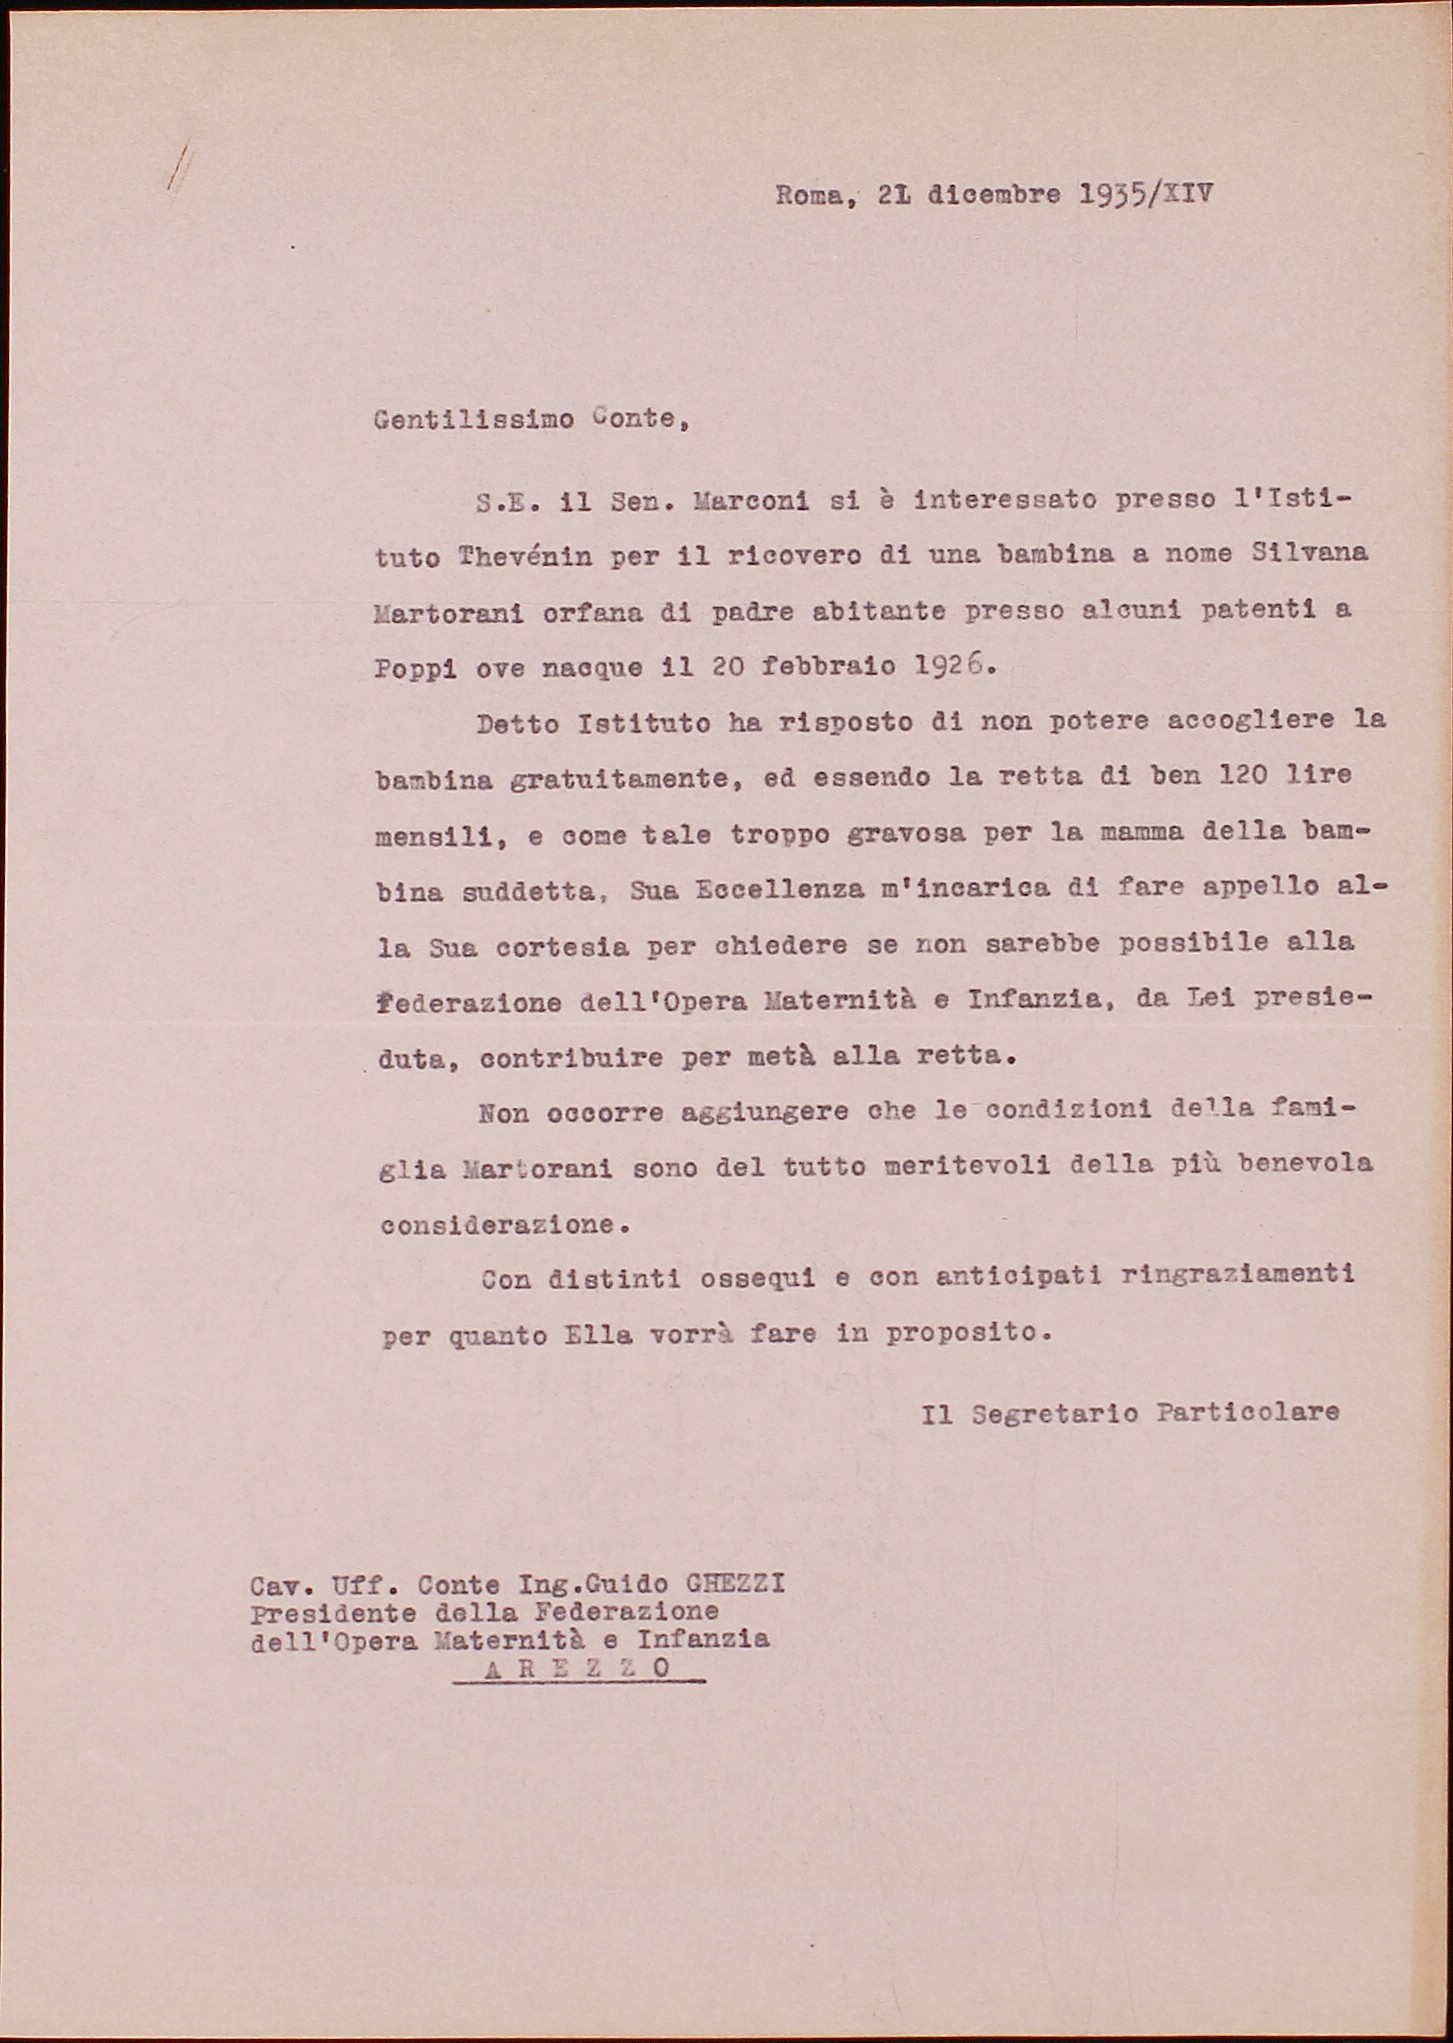 Roma, 21 dicembre 1935/XIV
Gentilissimo Conte,
S.E. il Sen. Marconi si è interessato presso l'Isti-
tuto Thevénin per il ricovero di una bambina a nome Silvana
Martorani orfana di padre abitante presso alcuni patenti a
Poppi ove nacque il 20 febbraio 1926.
Detto Istituto ha risposto di non potere accogliere la
bambina gratuitamente, ed essendo la retta di ben 120 lire
mensili, e come tale troppo gravosa per la mamma della bam-
bina suddetta, Sua Eccellenza m'incarica di fare appello al-
la Sua cortesia per chiedere se non sarebbe possibile alla
federazione dell'Opera Maternità e Infanzia, da Lei presie-
duta, contribuire per metà alla retta.
Non occorre aggiungere che le condizioni della fami-
glia Martorani sono del tutto meritevoli della più benevola
considerazione.
Con distinti ossequi e con anticipati ringraziamenti
per quanto Ella vorrà fare in proposito.
Il Segretario Particolare
Cav. Uff. Conte Ing.Guido GHEZZI
Presidente della Federazione
dell'Opera Maternità e Infanzia
A R E Z Z O